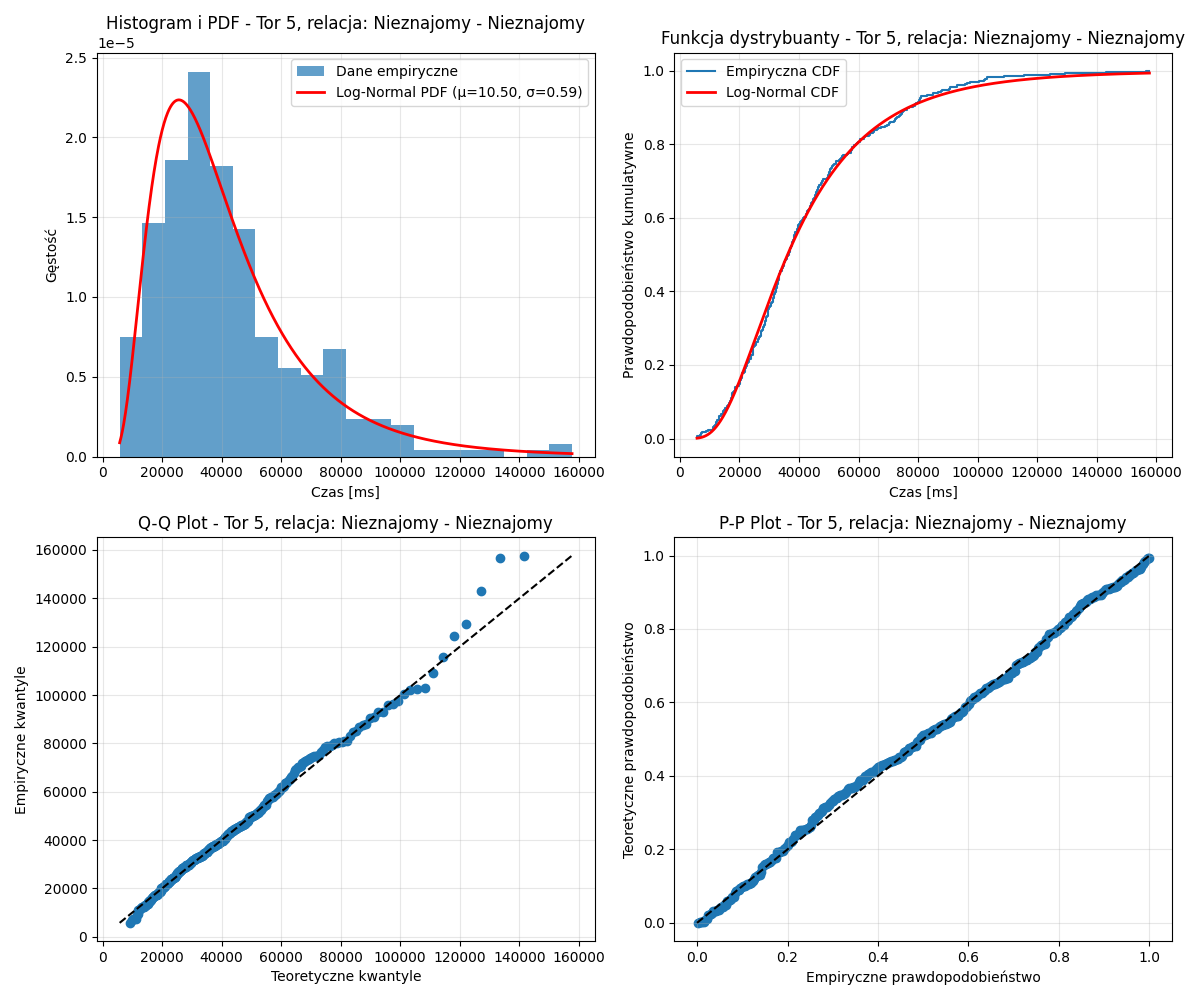 Histogram i PDF - Tor 5, relacja: Nieznajomy - Nieznajomy
1e−5
2.5
2.0
1.5
1.0
0.5
0.0
Gęstość
Dane empiryczne
Log-Normal PDF (μ=10.50, σ=0.59)
0 20000 40000 60000 80000 100000 120000 140000 160000
Czas [ms]
Funkcja dystrybuanty - Tor 5, relacja: Nieznajomy - Nieznajomy
1.0
0.8
0.6
0.4
0.2
0.0
Prawdopodobieństwo kumulatywne
Empiryczna CDF
Log-Normal CDF
0 20000 40000 60000 80000 100000 120000 140000 160000
Czas [ms]
Q-Q Plot - Tor 5, relacja: Nieznajomy - Nieznajomy
160000
140000
120000
100000
80000
60000
40000
20000
0
Empiryczne kwantyle
0 20000 40000 60000 80000 100000 120000 140000 160000
Teoretyczne kwantyle
P-P Plot - Tor 5, relacja: Nieznajomy - Nieznajomy
1.0
0.8
0.6
0.4
0.2
0.0
Teoretyczne prawdopodobieństwo
0.0 0.2 0.4 0.6 0.8 1.0
Empiryczne prawdopodobieństwo